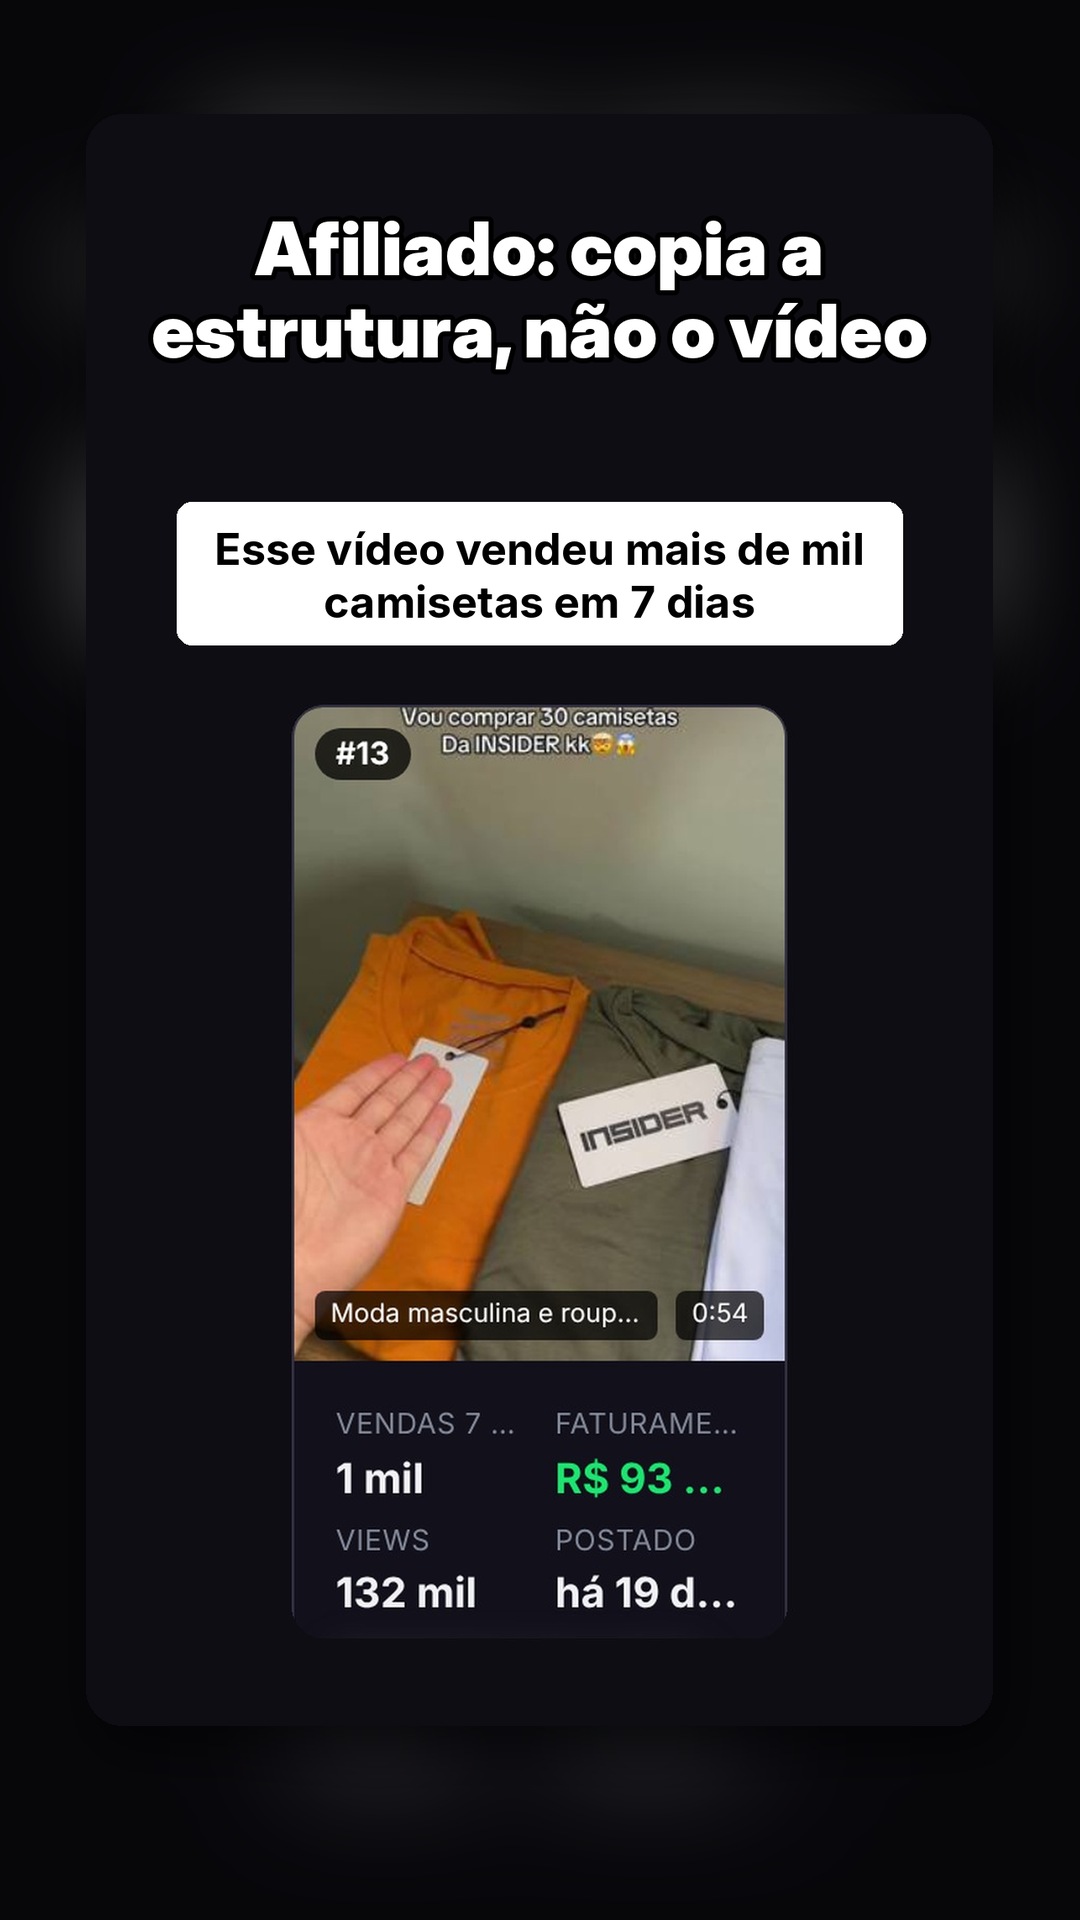 Afiliado: copia a
estrutura, não o vídeo
Esse vídeo vendeu mais de mil
camisetas em 7 dias
Vou comprar 30 camisetas
Da INSIDER kk🤯😱
#13
INSIDER
Moda masculina e roup...
0:54
VENDAS 7 ...
FATURAME...
1 mil
R$ 93 ...
VIEWS
POSTADO
132 mil
há 19 d...